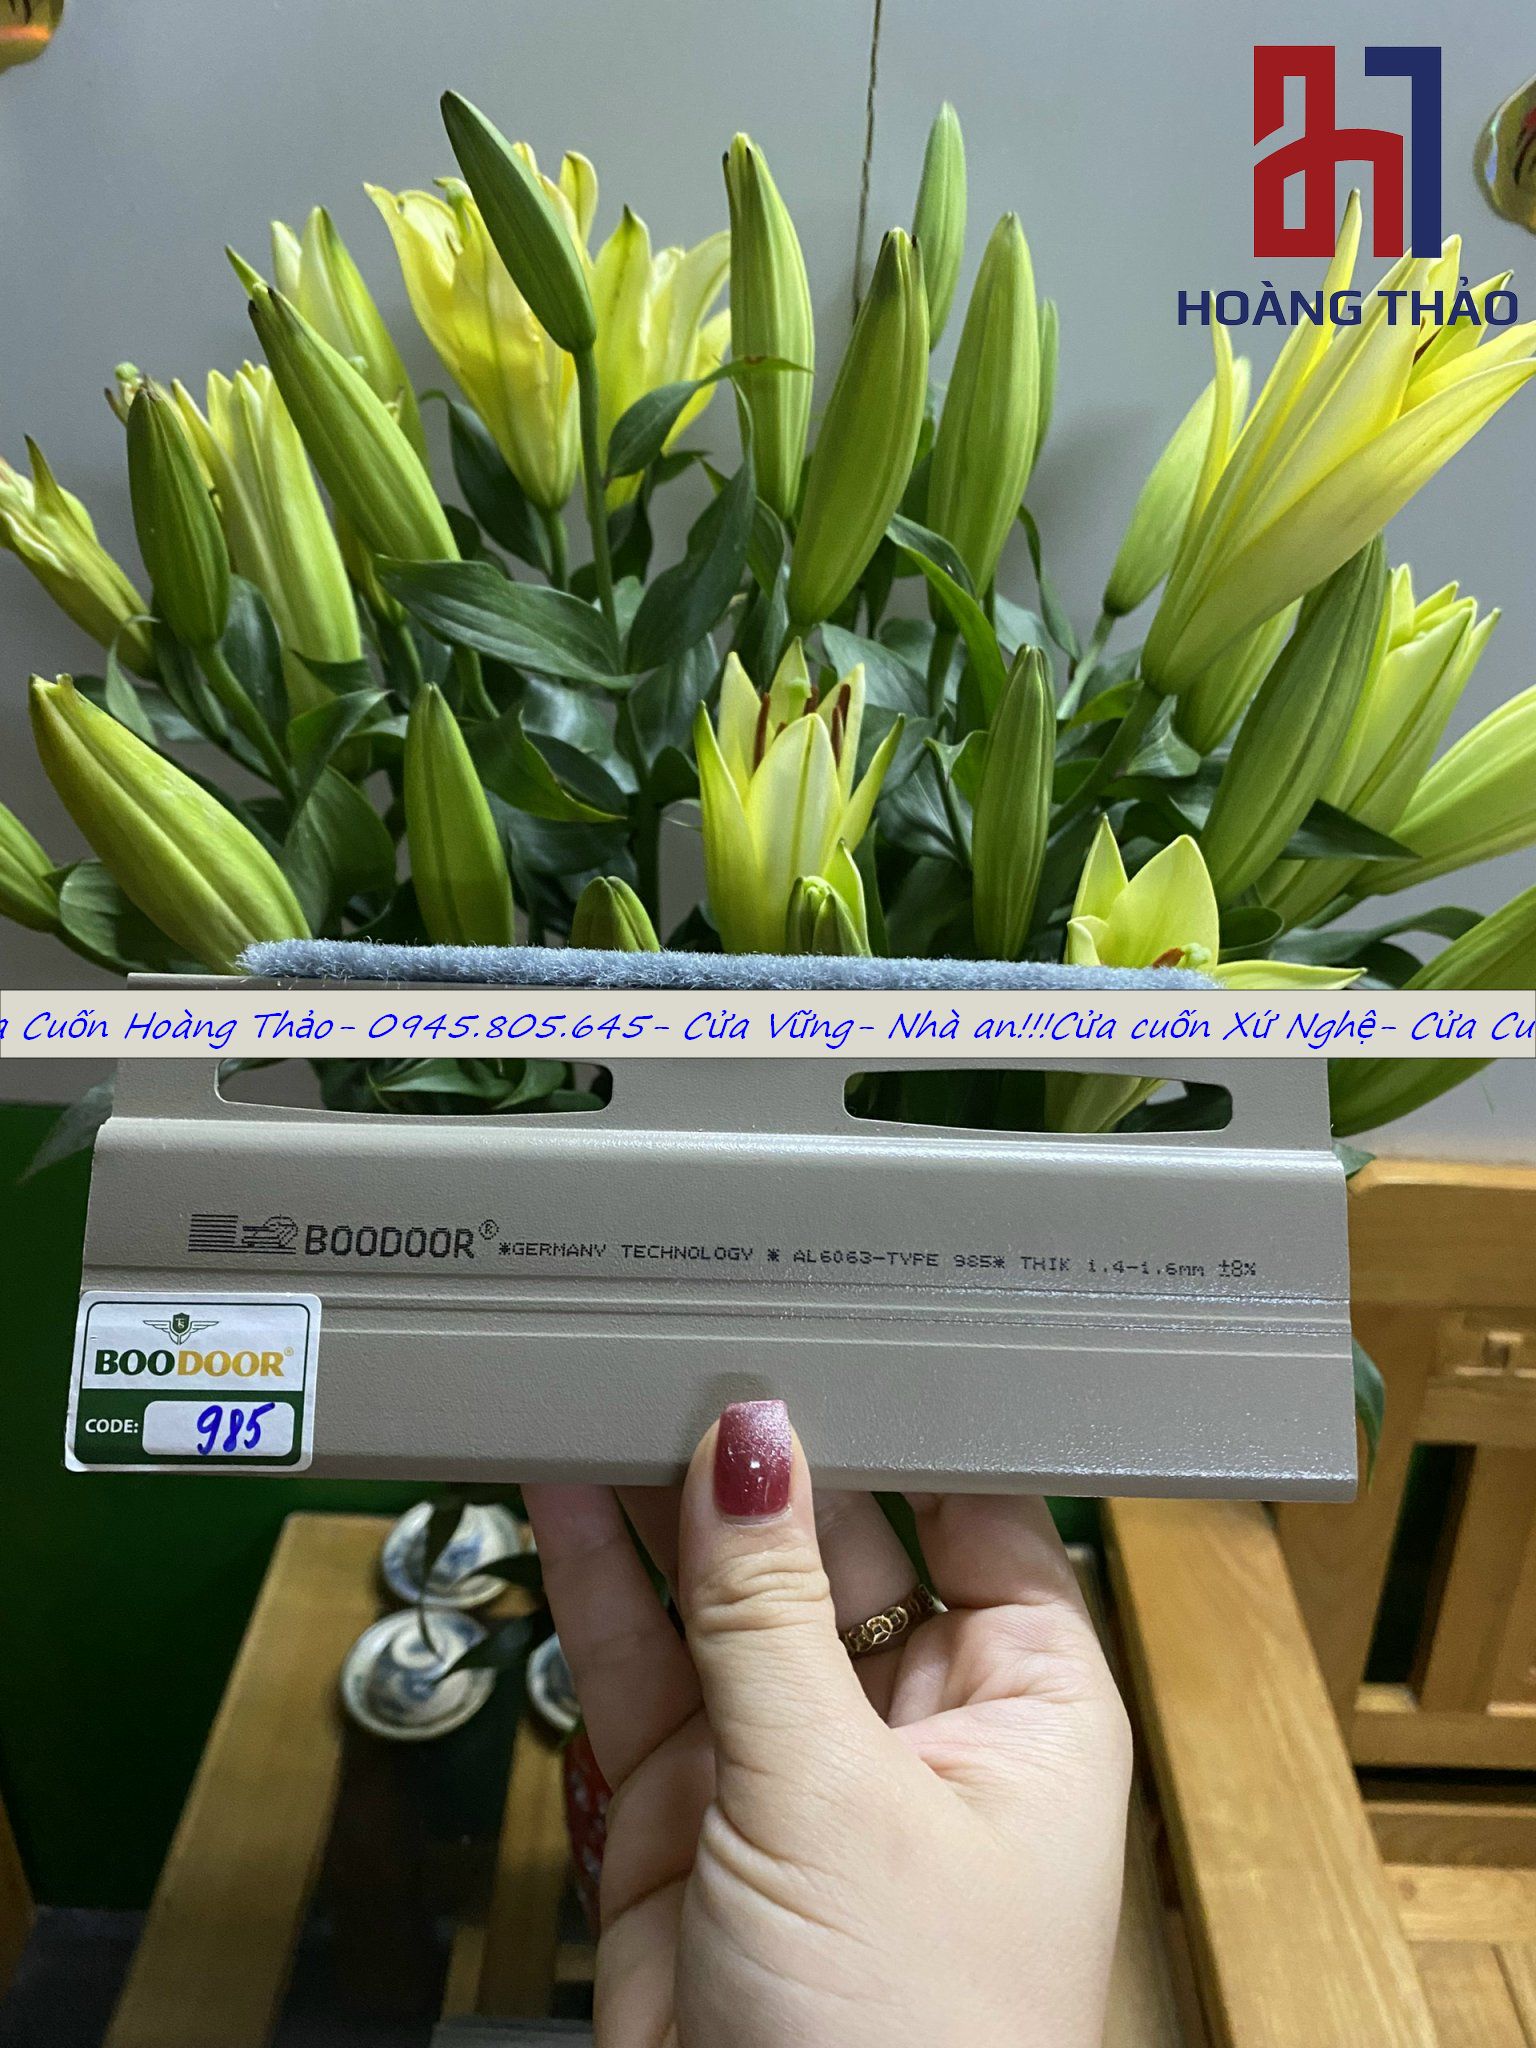 HOÀNG THẢO
Cuốn Hoàng Thảo- 0945.805.645- Cửa Vững- Nhà an!!!Cửa cuốn Xứ Nghệ- Cửa
BOODOOR® *GERMANY TECHNOLOGY * AL6063-TYPE 985* THIK 1.4-1.6mm ±8%
BOODOOR®
CODE: 985